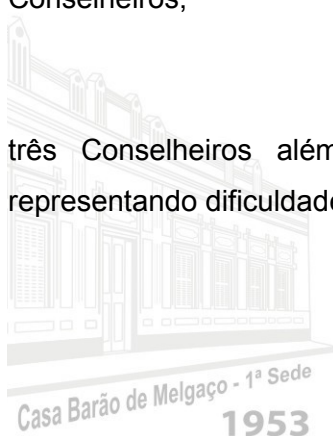 Conselheiros;
três Conselheiros além
representando dificuldade
Casa Barão de Melgaço - 1ª Sede
1953